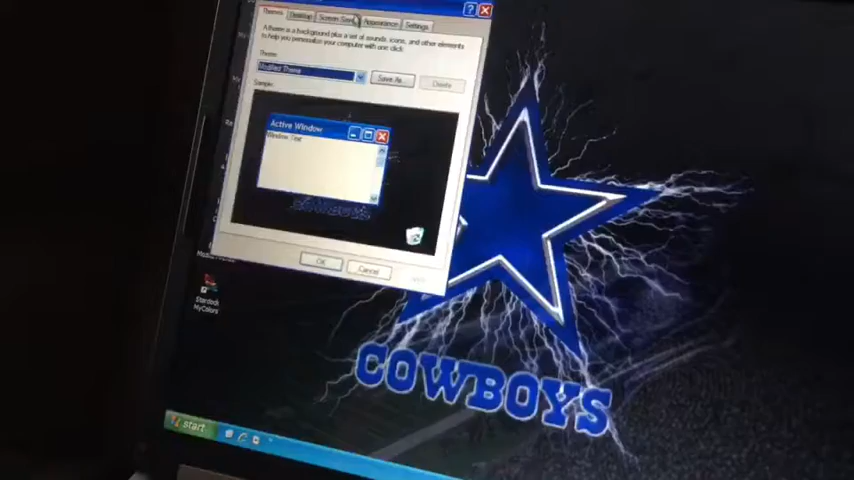 Themes Desktop Screen Saver Appearance Settings
A theme is a background plus a set of sounds, icons, and other elements
to help you personalize your computer with one click.
Theme:
Modified Theme
Save As...
Delete
Sample:
Active Window
Window Text
COWBOYS
OK
Cancel
Stardock
MyColors
COWBOYS
start